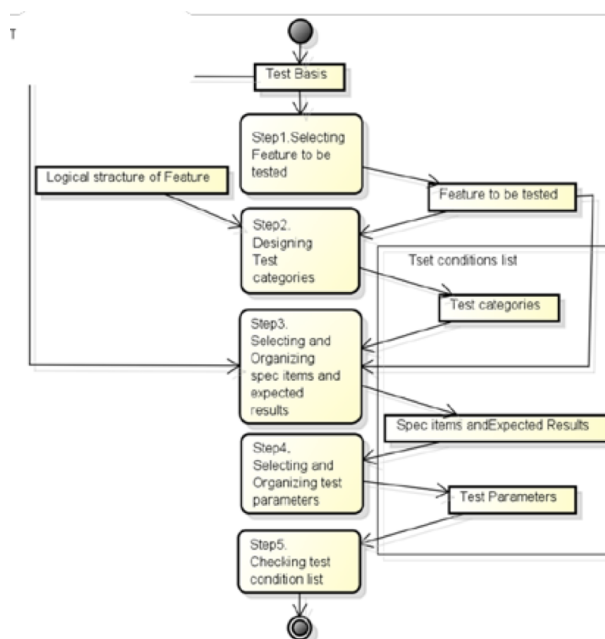 T
Test Basis
Step1.Selecting
Feature to be
tested
Logical stracture of Feature
Feature to be tested
Step2.
Designing
Test
categories
Tset conditions list
Test categories
Step3.
Selecting and
Organizing
spec items and
expected
results
Spec items andExpected Results
Step4.
Selecting and
Organizing test
parameters
Test Parameters
Step5.
Checking test
condition list